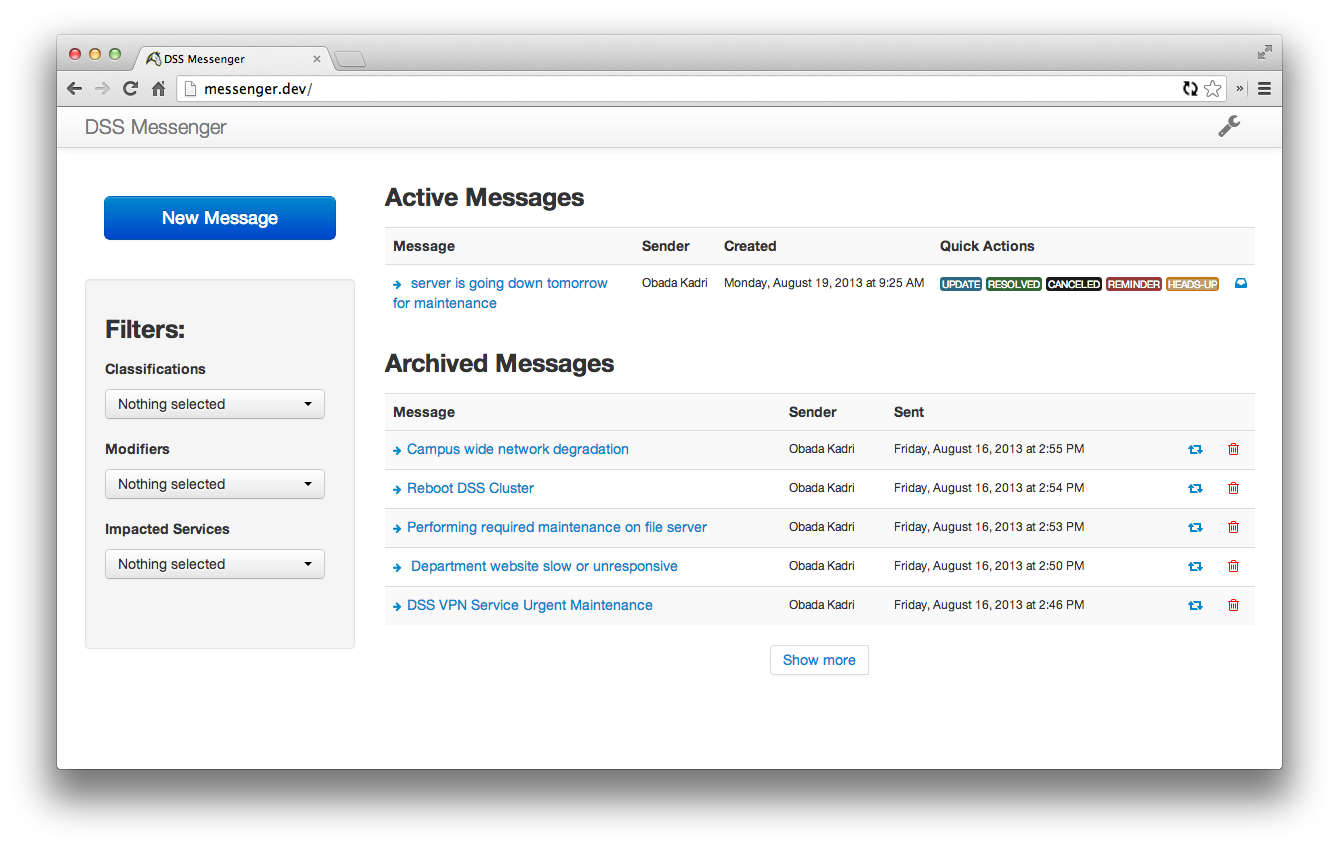 DSS Messenger
messenger.dev/
DSS Messenger
New Message
Filters:
Classifications
Nothing selected
Modifiers
Nothing selected
Impacted Services
Nothing selected
Active Messages
Message Sender Created Quick Actions
server is going down tomorrow Obada Kadri Monday, August 19, 2013 at 9:25 AM UPDATE RESOLVED CANCELED REMINDER HEADS-UP
for maintenance
Archived Messages
Message Sender Sent
Campus wide network degradation Obada Kadri Friday, August 16, 2013 at 2:55 PM
Reboot DSS Cluster Obada Kadri Friday, August 16, 2013 at 2:54 PM
Performing required maintenance on file server Obada Kadri Friday, August 16, 2013 at 2:53 PM
Department website slow or unresponsive Obada Kadri Friday, August 16, 2013 at 2:50 PM
DSS VPN Service Urgent Maintenance Obada Kadri Friday, August 16, 2013 at 2:46 PM
Show more